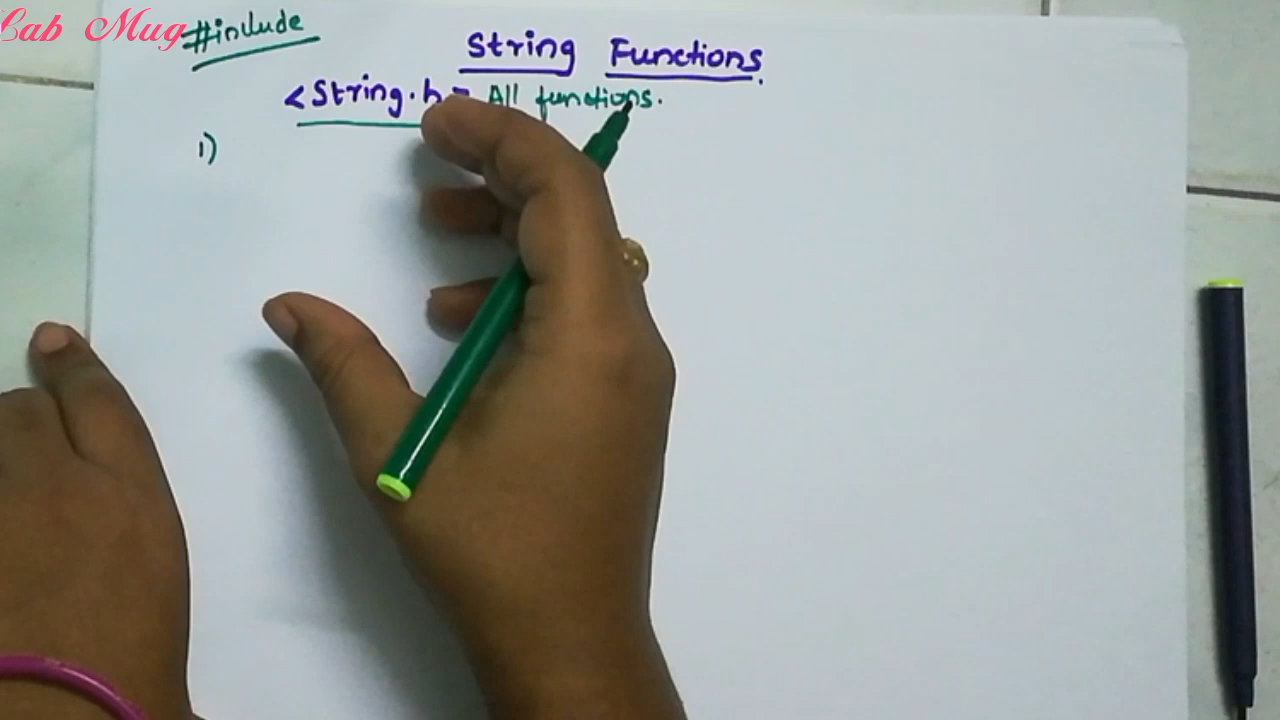 Lab Mug
#include
String Functions.
<String.h> All functions.
1)